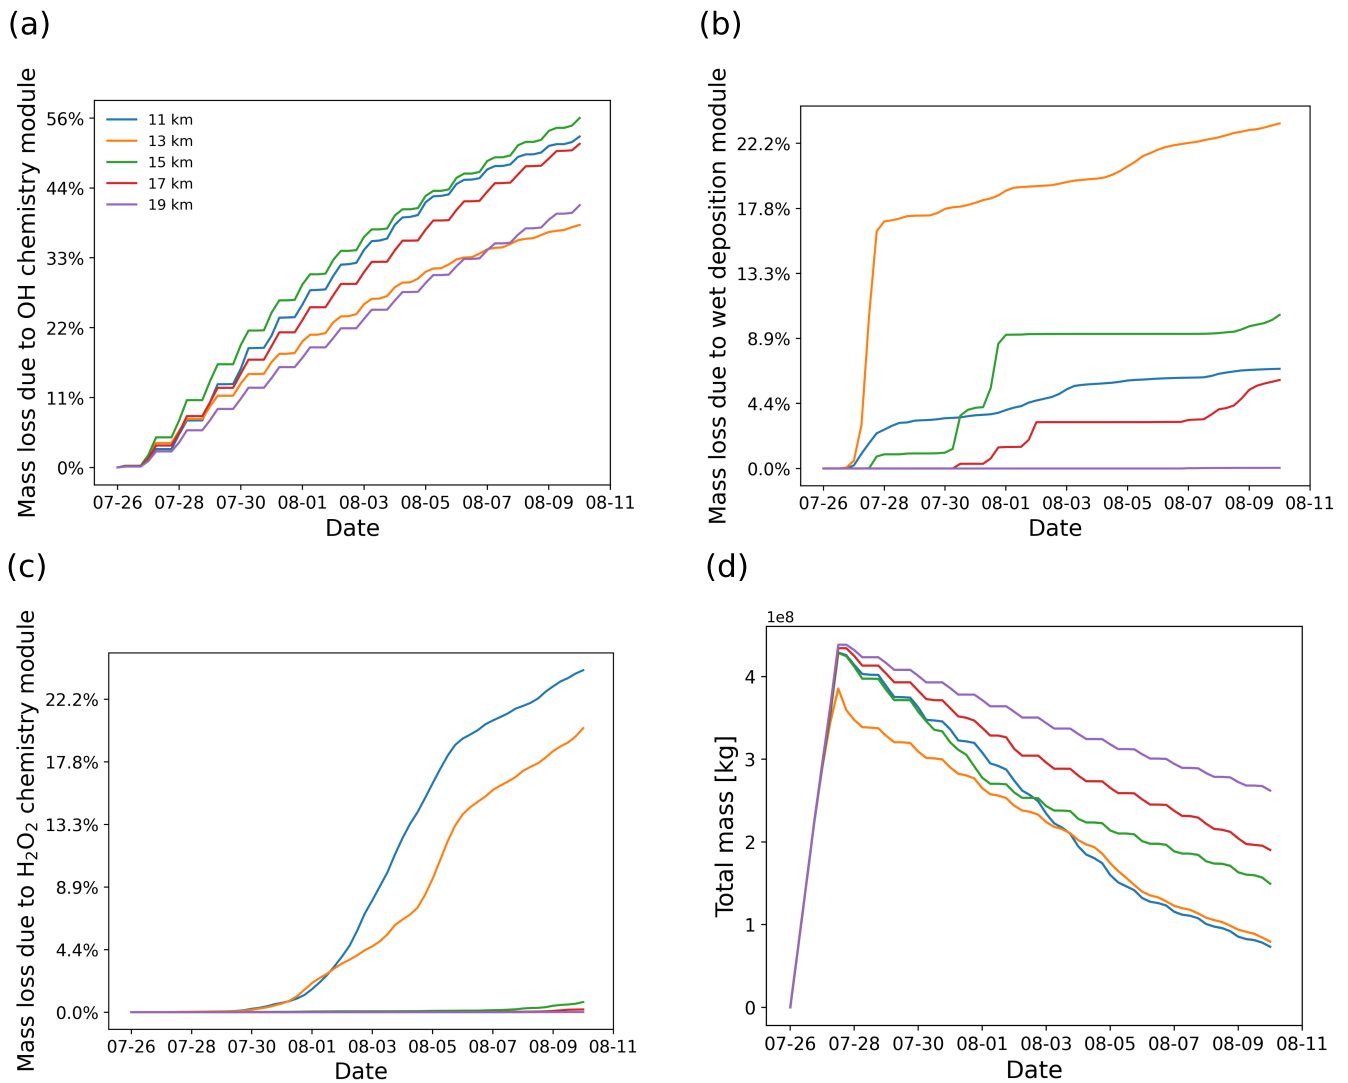 (a)
Mass loss due to OH chemistry module
56%
44%
33%
22%
11%
0%
11 km
13 km
15 km
17 km
19 km
07-26 07-28 07-30 08-01 08-03 08-05 08-07 08-09 08-11
Date
(b)
Mass loss due to wet deposition module
22.2%
17.8%
13.3%
8.9%
4.4%
0.0%
07-26 07-28 07-30 08-01 08-03 08-05 08-07 08-09 08-11
Date
(c)
Mass loss due to H₂O₂ chemistry module
22.2%
17.8%
13.3%
8.9%
4.4%
0.0%
07-26 07-28 07-30 08-01 08-03 08-05 08-07 08-09 08-11
Date
(d)
1e8
Total mass [kg]
4
3
2
1
0
07-26 07-28 07-30 08-01 08-03 08-05 08-07 08-09 08-11
Date